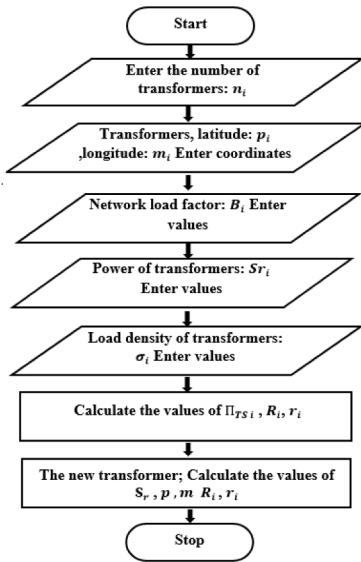 Start
Enter the number of
transformers: nᵢ
Transformers, latitude: pᵢ
,longitude: mᵢ Enter coordinates
Network load factor: Bᵢ Enter
values
Power of transformers: Srᵢ
Enter values
Load density of transformers:
σᵢ Enter values
Calculate the values of Π_TS i , Rᵢ, rᵢ
The new transformer; Calculate the values of
Sᵣ , p , m Rᵢ, rᵢ
Stop